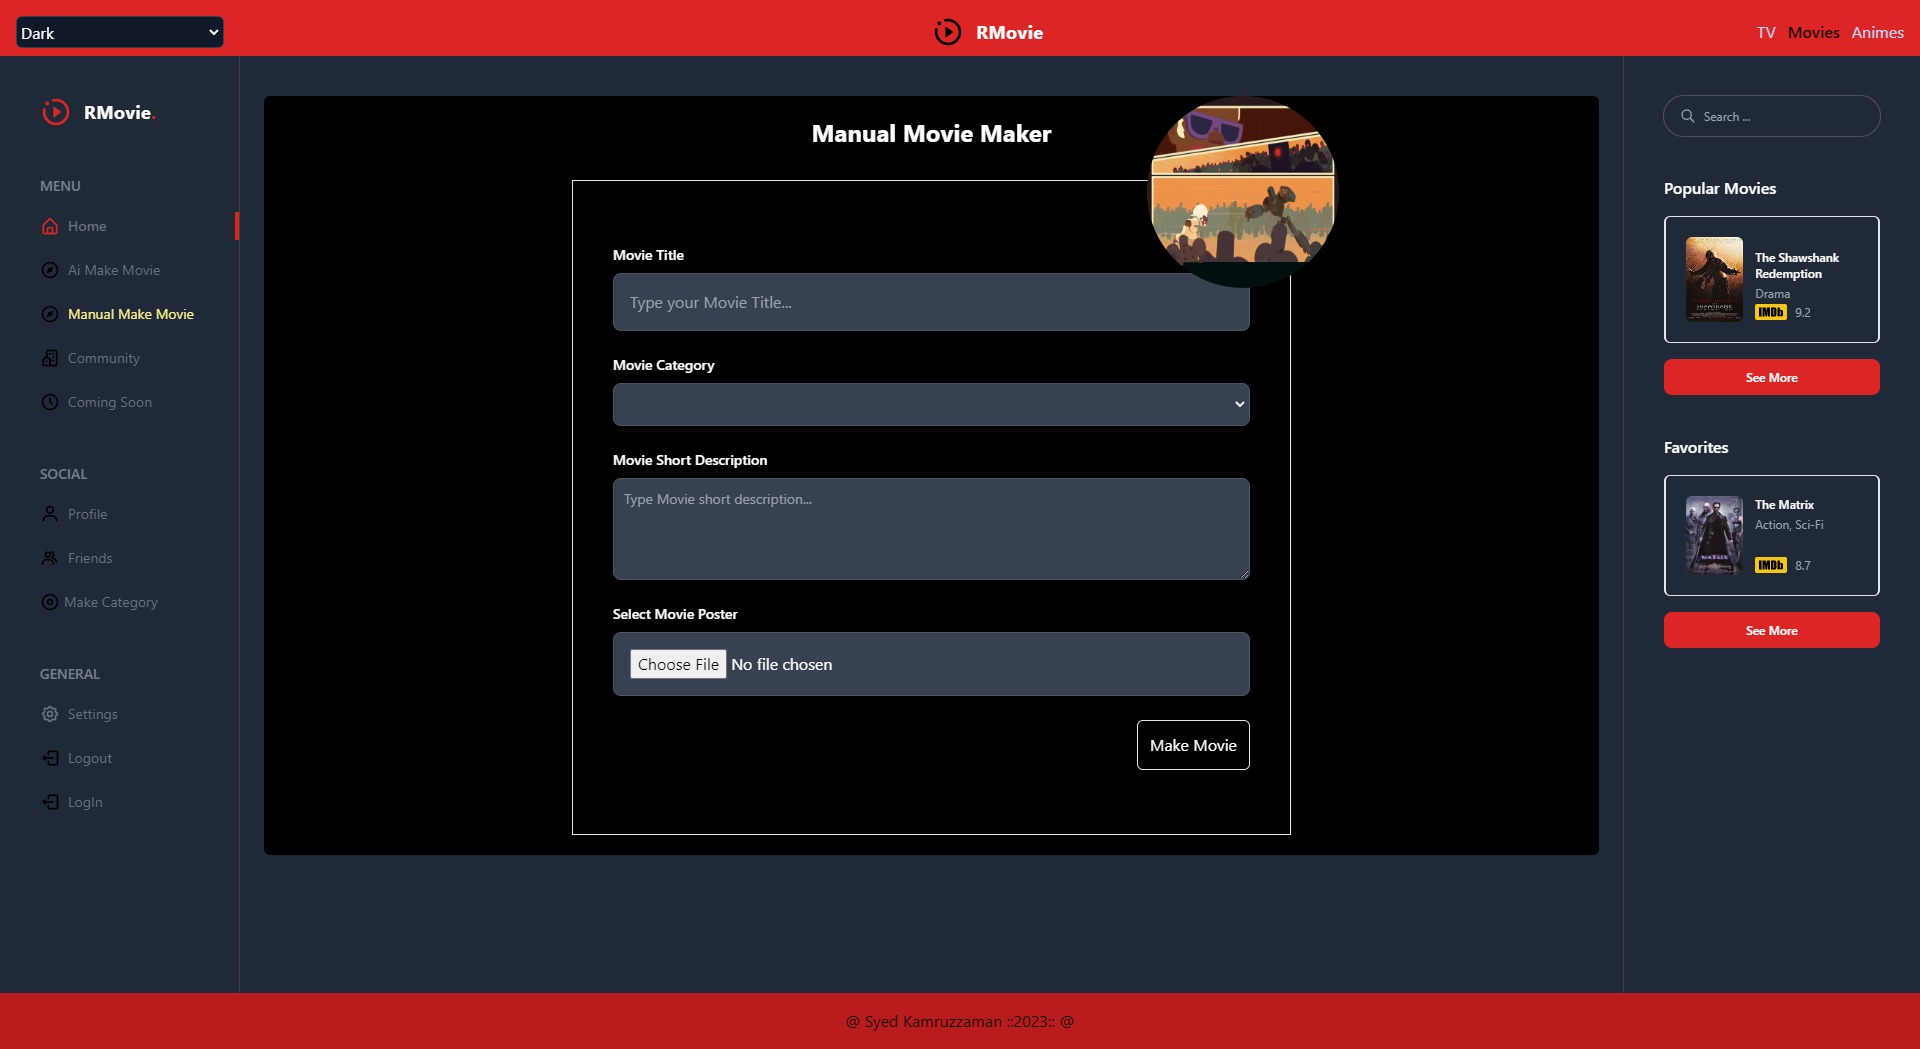 Dark
RMovie
TV Movies Animes
RMovie.
MENU
Home
Ai Make Movie
Manual Make Movie
Community
Coming Soon
SOCIAL
Profile
Friends
Make Category
GENERAL
Settings
Logout
LogIn
Manual Movie Maker
Movie Title
Type your Movie Title...
Movie Category
Movie Short Description
Type Movie short description...
Select Movie Poster
Choose File No file chosen
Make Movie
Search ...
Popular Movies
SHAWSHANK
The Shawshank
Redemption
Drama
IMDb 9.2
See More
Favorites
MATRIX
The Matrix
Action, Sci-Fi
IMDb 8.7
See More
@ Syed Kamruzzaman ::2023:: @